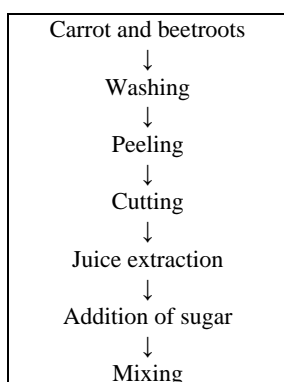 Carrot and beetroots
↓
Washing
↓
Peeling
↓
Cutting
↓
Juice extraction
↓
Addition of sugar
↓
Mixing